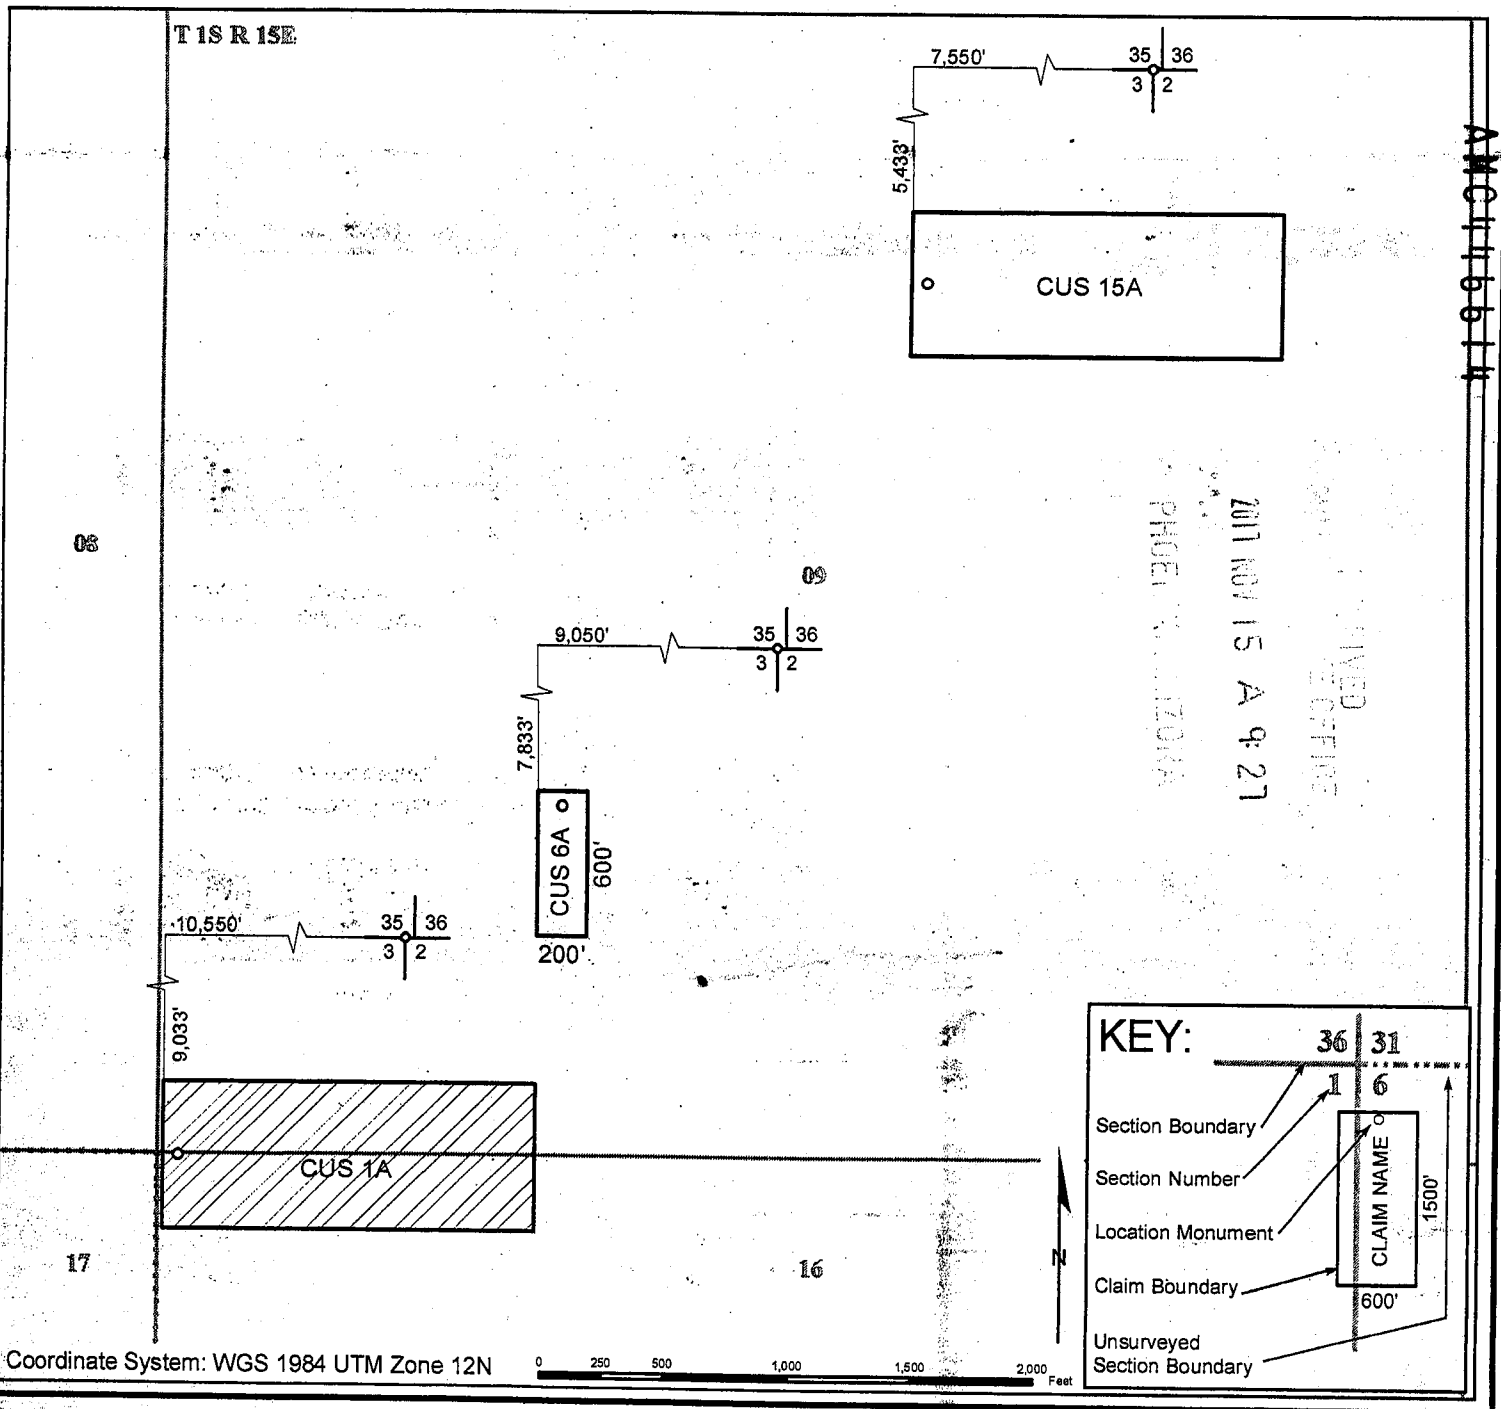 T 1S R 15E
7,550'
35 36
3 2
5,433'
CUS 15A
08
09
9,050'
35 36
3 2
7,833'
CUS 6A
600'
200'
10,550'
35 36
3 2
9,033'
CUS 1A
17
16
N
2017 NOV 15 A 9: 27
KEY:
36 31
1 6
Section Boundary
Section Number
Location Monument
Claim Boundary
Unsurveyed
Section Boundary
CLAIM NAME
1500'
600'
Coordinate System: WGS 1984 UTM Zone 12N
0 250 500 1,000 1,500 2,000
Feet